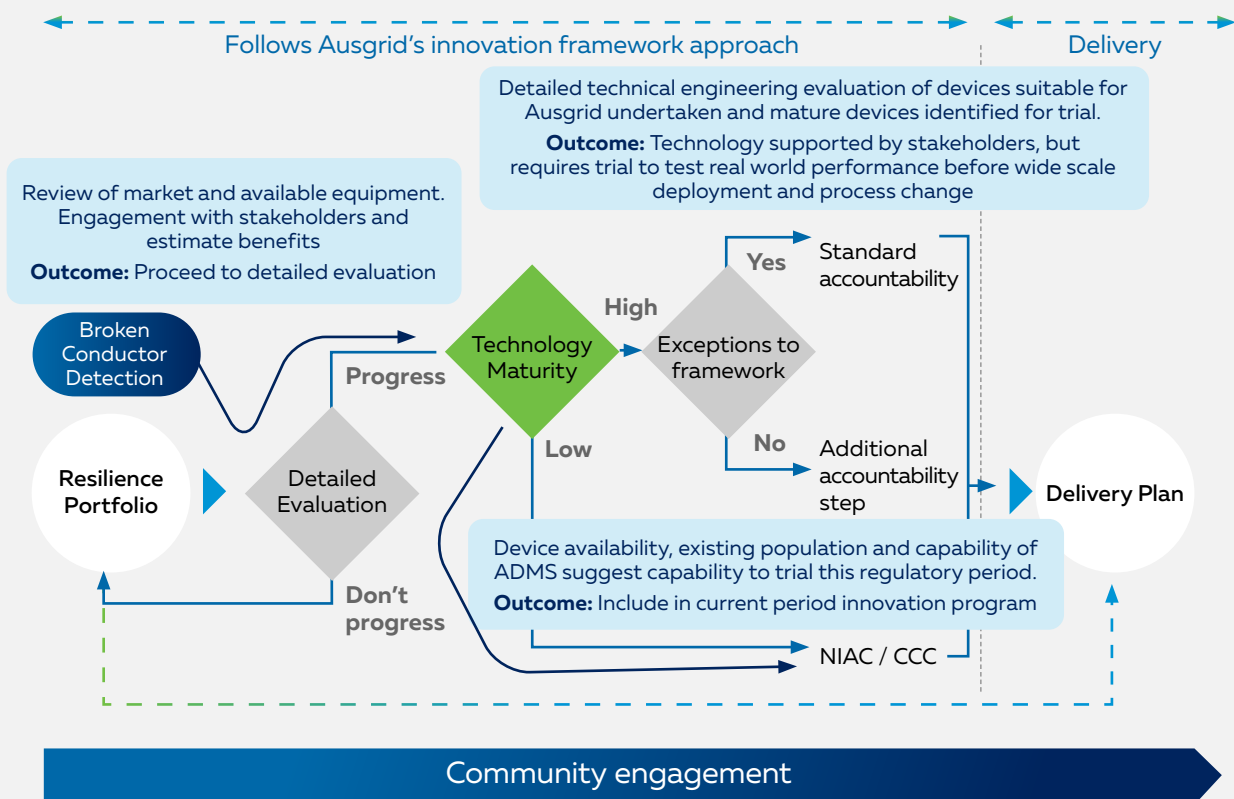 Follows Ausgrid's innovation framework approach
Delivery
Detailed technical engineering evaluation of devices suitable for
Ausgrid undertaken and mature devices identified for trial.
Outcome: Technology supported by stakeholders, but
requires trial to test real world performance before wide scale
deployment and process change
Review of market and available equipment.
Engagement with stakeholders and
estimate benefits
Outcome: Proceed to detailed evaluation
Broken
Conductor
Detection
Progress
Technology
Maturity
High
Exceptions to
framework
Yes
Standard
accountability
Low
No
Additional
accountability
step
Resilience
Portfolio
Detailed
Evaluation
Delivery Plan
Don't
progress
Device availability, existing population and capability of
ADMS suggest capability to trial this regulatory period.
Outcome: Include in current period innovation program
NIAC / CCC
Community engagement